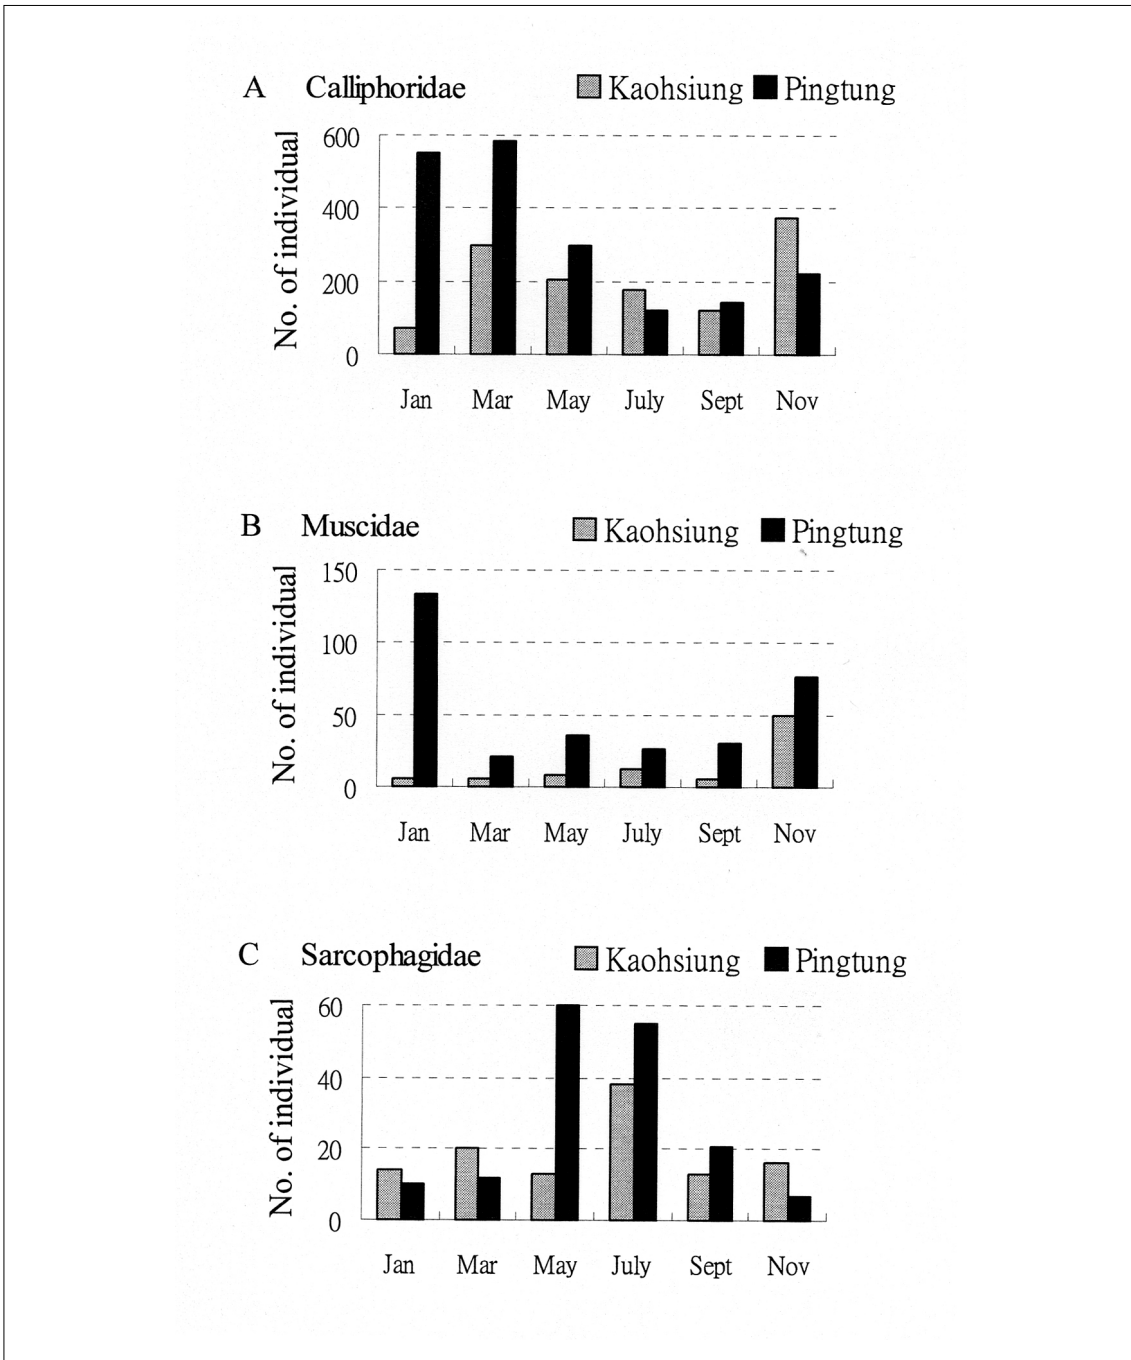 A Calliphoridae Kaohsiung Pingtung
No. of individual
600
400
200
0
Jan Mar May July Sept Nov
B Muscidae Kaohsiung Pingtung
No. of individual
150
100
50
0
Jan Mar May July Sept Nov
C Sarcophagidae Kaohsiung Pingtung
No. of individual
60
40
20
0
Jan Mar May July Sept Nov